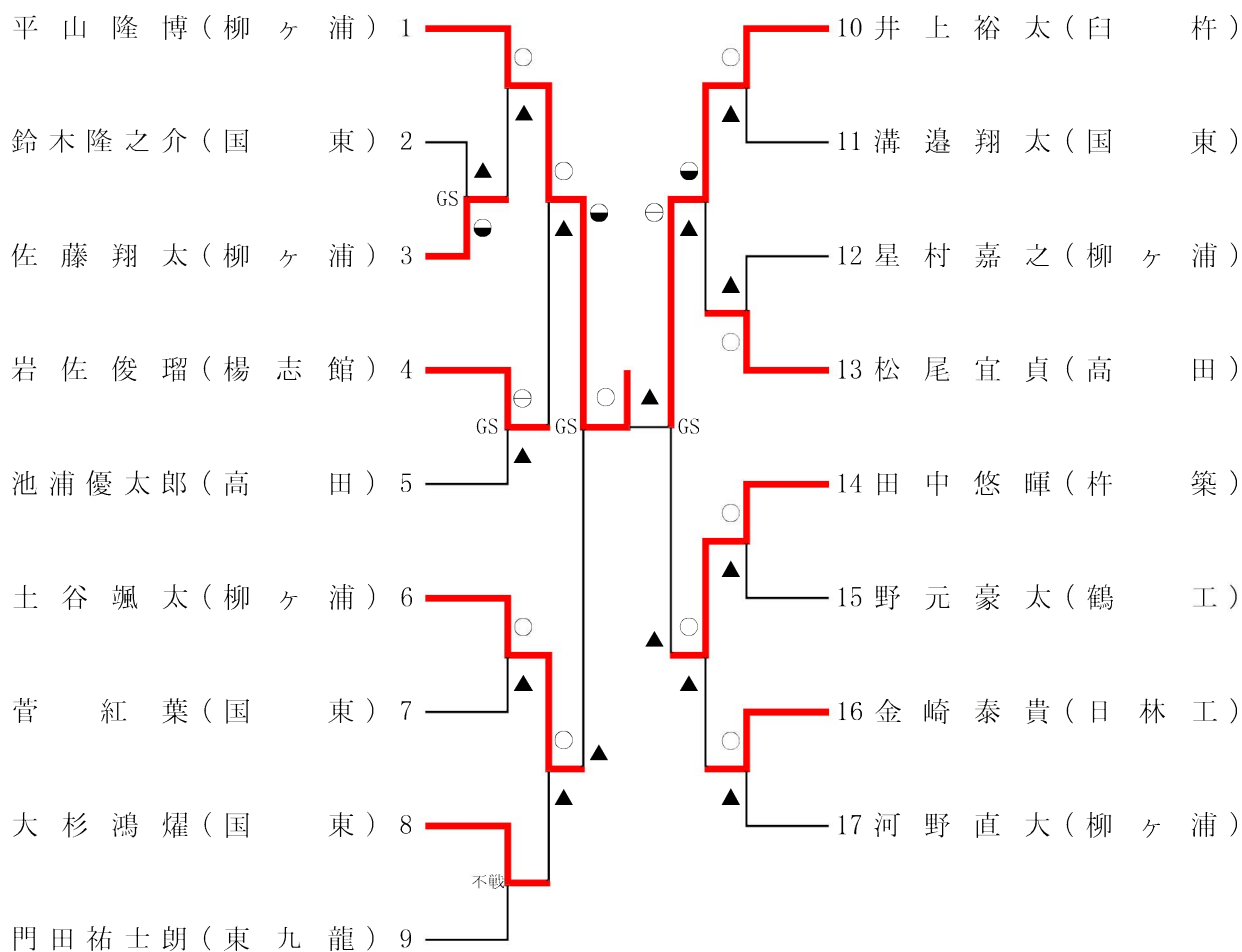 平山隆博（柳ヶ浦）1
鈴木隆之介（国東）2
GS
佐藤翔太（柳ヶ浦）3
岩佐俊瑠（楊志館）4
GS
池浦優太郎（高田）5
土谷颯太（柳ヶ浦）6
菅紅葉（国東）7
大杉鴻燿（国東）8
不戦
門田祐士朗（東九龍）9
GS
GS
10 井上裕太（臼杵）
11 溝邉翔太（国東）
12 星村嘉之（柳ヶ浦）
13 松尾宜貞（高田）
14 田中悠暉（杵築）
15 野元豪太（鶴工）
16 金崎泰貴（日林工）
17 河野直大（柳ヶ浦）